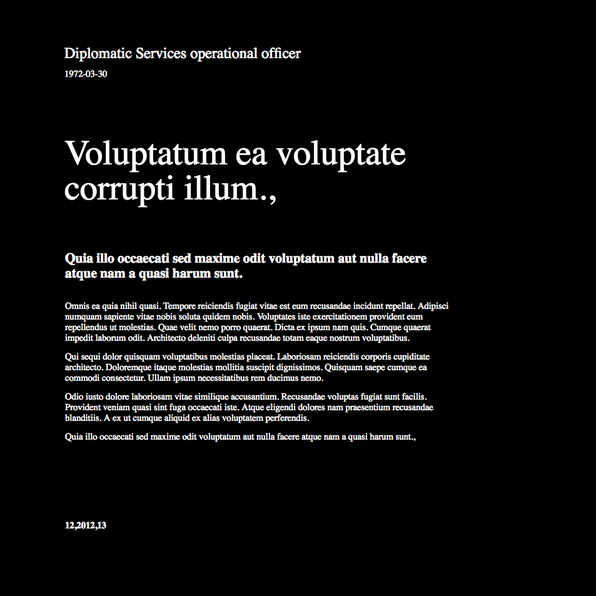 Diplomatic Services operational officer
1972-03-30
Voluptatum ea voluptate
corrupti illum.,
Quia illo occaecati sed maxime odit voluptatum aut nulla facere
atque nam a quasi harum sunt.
Omnis ea quia nihil quasi. Tempore reiciendis fugiat vitae est eum recusandae incidunt repellat. Adipisci
numquam sapiente vitae nobis soluta quidem nobis. Voluptates iste exercitationem provident eum
repellendus ut molestias. Quae velit nemo porro quaerat. Dicta ex ipsum nam quis. Cumque quaerat
impedit laborum odit. Architecto deleniti culpa recusandae totam eaque nostrum voluptatibus.
Qui sequi dolor quisquam voluptatibus molestias placeat. Laboriosam reiciendis corporis cupiditate
architecto. Doloremque itaque molestias mollitia suscipit dignissimos. Quisquam saepe cumque ea
commodi consectetur. Ullam ipsum necessitatibus rem ducimus nemo.
Odio iusto dolore laboriosam vitae similique accusantium. Recusandae voluptas fugiat sunt facilis.
Provident veniam quasi sint fuga occaecati iste. Atque eligendi dolores nam praesentium recusandae
blanditiis. A ex ut cumque aliquid ex alias voluptatem perferendis.
Quia illo occaecati sed maxime odit voluptatum aut nulla facere atque nam a quasi harum sunt.,
12,2012,13